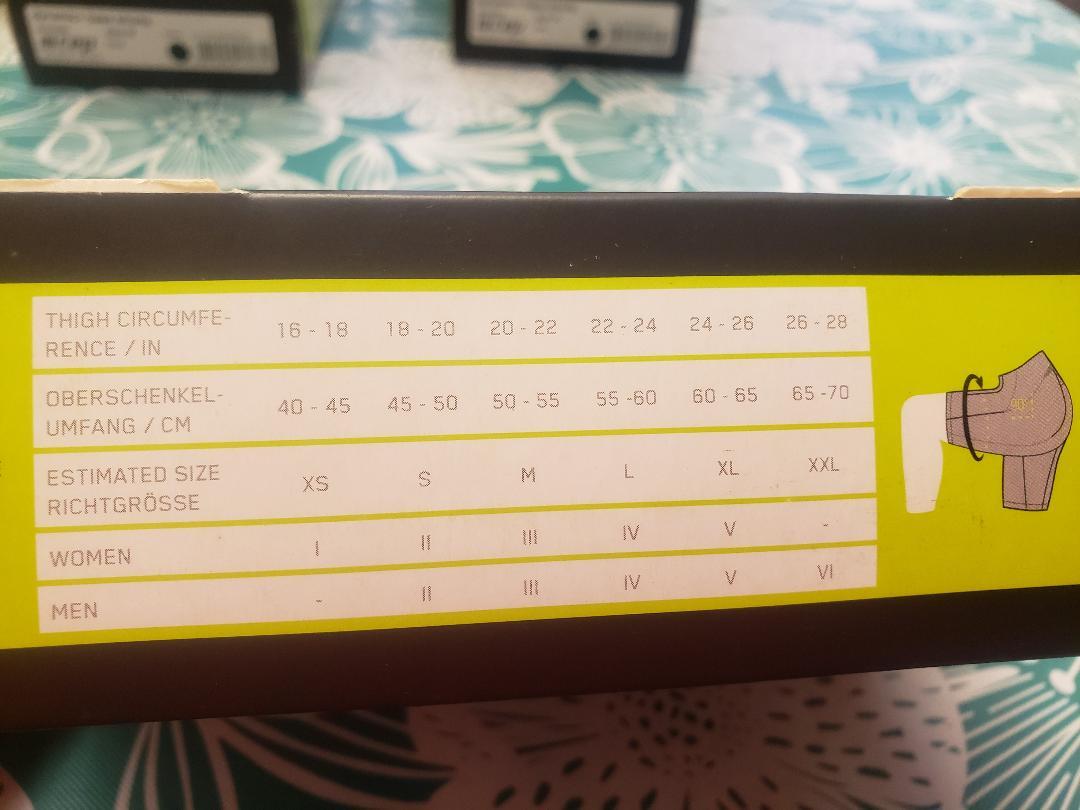 THIGH CIRCUMFE-
RENCE / IN 16 - 18 18 - 20 20 - 22 22 - 24 24 - 26 26 - 28
OBERSCHENKEL-
UMFANG / CM 40 - 45 45 - 50 50 - 55 55 -60 60 - 65 65 -70
ESTIMATED SIZE
RICHTGRÖSSE XS S M L XL XXL
WOMEN I II III IV V -
MEN - II III IV V VI
90°